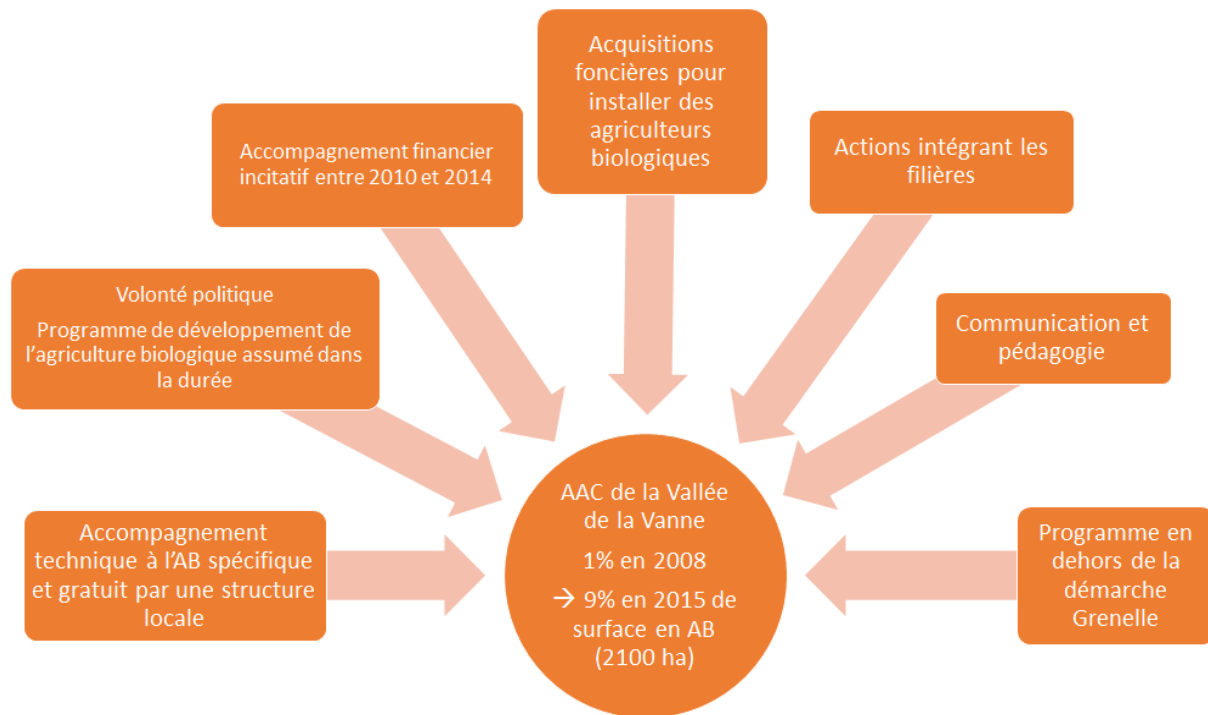 Acquisitions
foncières pour
installer des
agriculteurs
biologiques
Accompagnement financier
incitatif entre 2010 et 2014
Actions intégrant les
filières
Volonté politique
Programme de développement de
l’agriculture biologique assumé dans
la durée
Communication et
pédagogie
Accompagnement
technique à l’AB spécifique
et gratuit par une structure
locale
AAC de la Vallée
de la Vanne
1% en 2008
→ 9% en 2015 de
surface en AB
(2100 ha)
Programme en
dehors de la
démarche
Grenelle